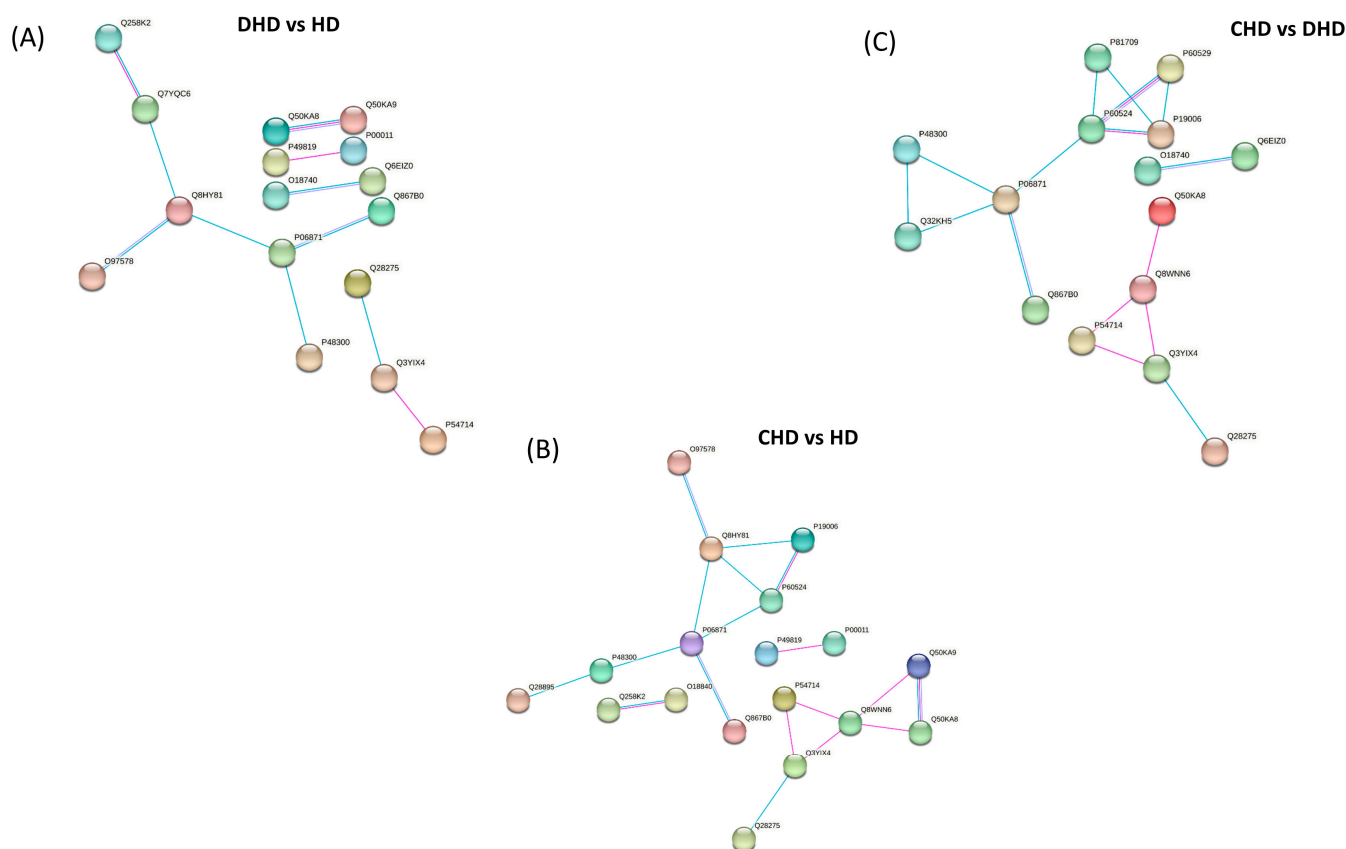 (A)
DHD vs HD
Q258K2
Q7YQC6
Q50KA8
Q50KA9
P49819
P00011
O18740
Q6EIZ0
Q8HY81
Q867B0
P06871
O97578
Q28275
P48300
Q3YIX4
P54714
(C)
CHD vs DHD
P81709
P60529
P60524
P19006
P48300
O18740
Q6EIZ0
P06871
Q50KA8
Q32KH5
Q8WNN6
Q867B0
P54714
Q3YIX4
Q28275
(B)
CHD vs HD
O97578
P19006
Q8HY81
P60524
P06871
P49819
P00011
P48300
Q50KA9
Q28895
Q258K2
O18840
P54714
Q8WNN6
Q867B0
Q50KA8
Q3YIX4
Q28275